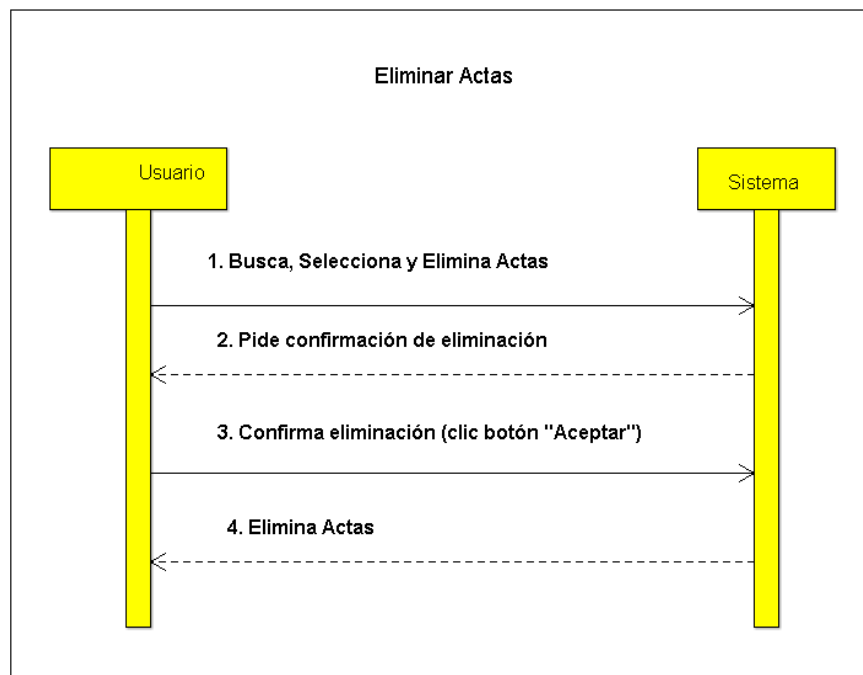 Eliminar Actas
Usuario
Sistema
1. Busca, Selecciona y Elimina Actas
2. Pide confirmación de eliminación
3. Confirma eliminación (clic botón "Aceptar")
4. Elimina Actas